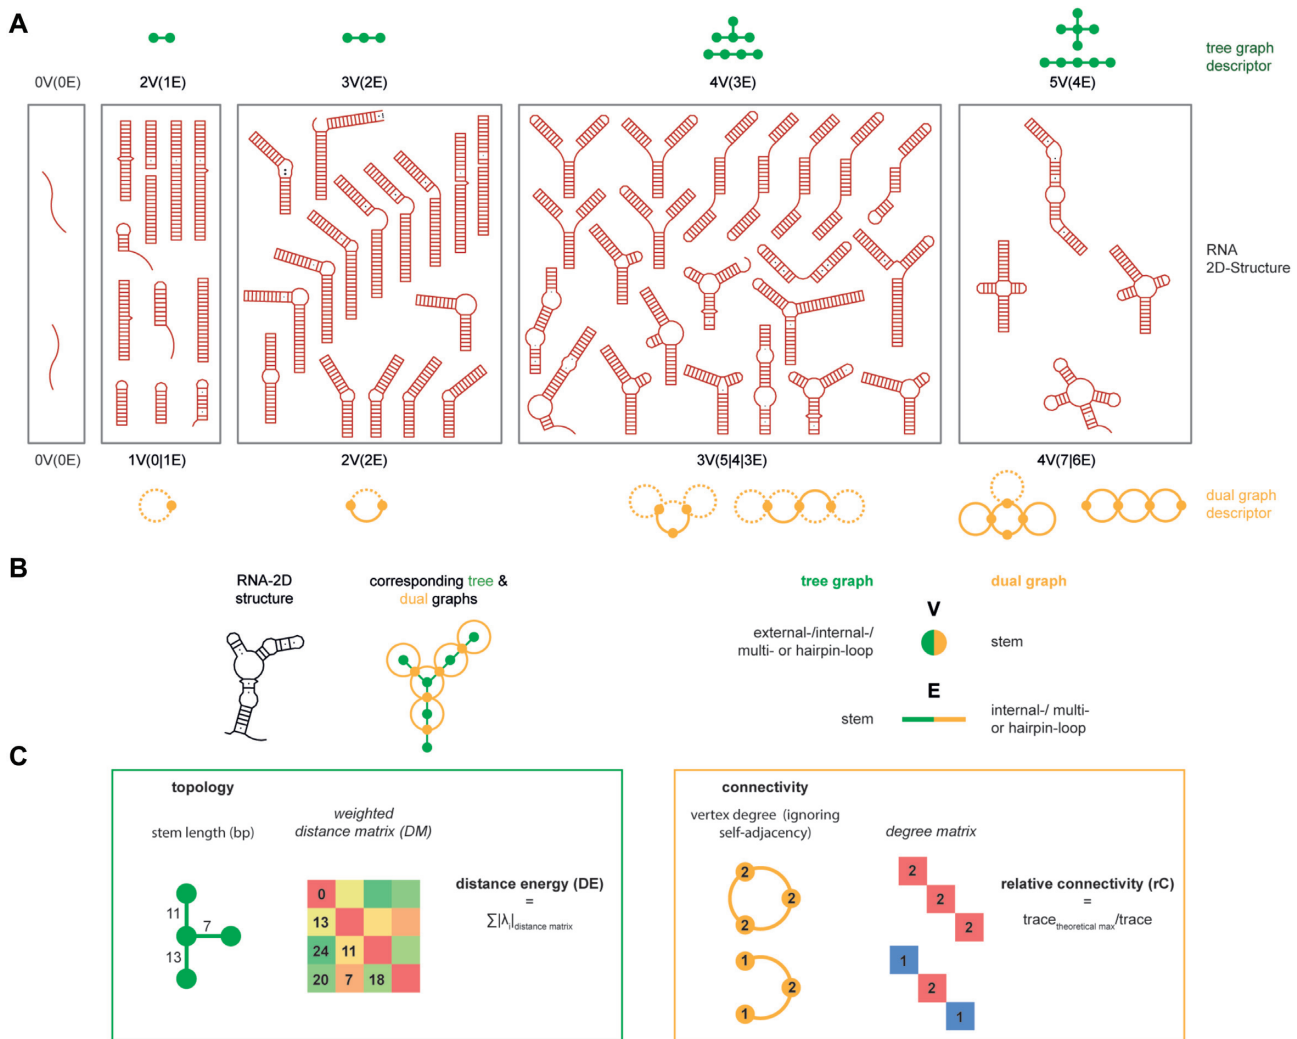 A
tree graph
descriptor
0V(0E)
2V(1E)
3V(2E)
4V(3E)
5V(4E)
RNA
2D-Structure
0V(0E)
1V(0|1E)
2V(2E)
3V(5|4|3E)
4V(7|6E)
dual graph
descriptor
B
RNA-2D
structure
corresponding tree &
dual graphs
tree graph
dual graph
V
external-/internal-/
multi- or hairpin-loop
stem
E
stem
internal-/ multi-
or hairpin-loop
C
topology
stem length (bp)
weighted
distance matrix (DM)
11
7
13
0
13
24 11
20 7 18
distance energy (DE)
=
∑|λi|distance matrix
connectivity
vertex degree (ignoring
self-adjacency)
degree matrix
2
2
2
1
2
1
2
2
2
1
2
1
relative connectivity (rC)
=
tracetheoretical max/trace